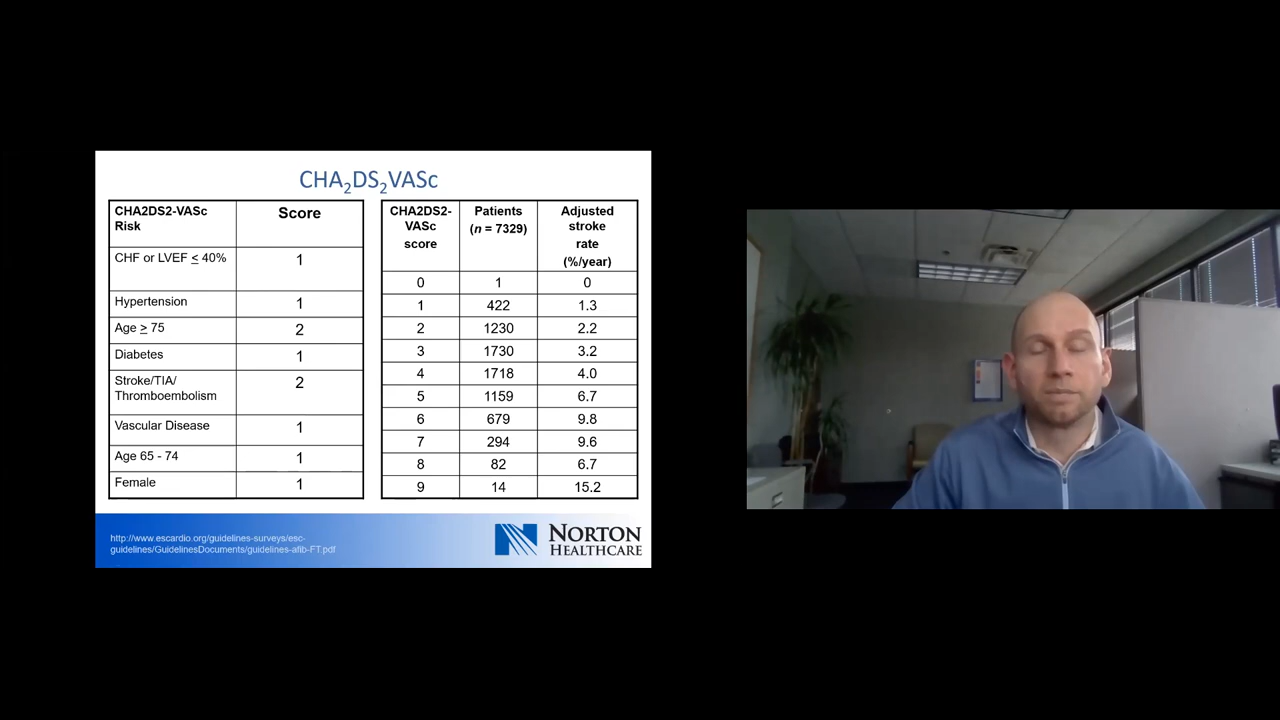 CHA2DS2VASc
CHA2DS2-VASc
Risk
Score
CHF or LVEF ≤ 40%
1
Hypertension
1
Age ≥ 75
2
Diabetes
1
Stroke/TIA/
Thromboembolism
2
Vascular Disease
1
Age 65 - 74
1
Female
1
CHA2DS2-
VASc
score
Patients
(n = 7329)
Adjusted
stroke
rate
(%/year)
0 1 0
1 422 1.3
2 1230 2.2
3 1730 3.2
4 1718 4.0
5 1159 6.7
6 679 9.8
7 294 9.6
8 82 6.7
9 14 15.2
http://www.escardio.org/guidelines-surveys/esc-
guidelines/GuidelinesDocuments/guidelines-afib-FT.pdf
NORTON
HEALTHCARE